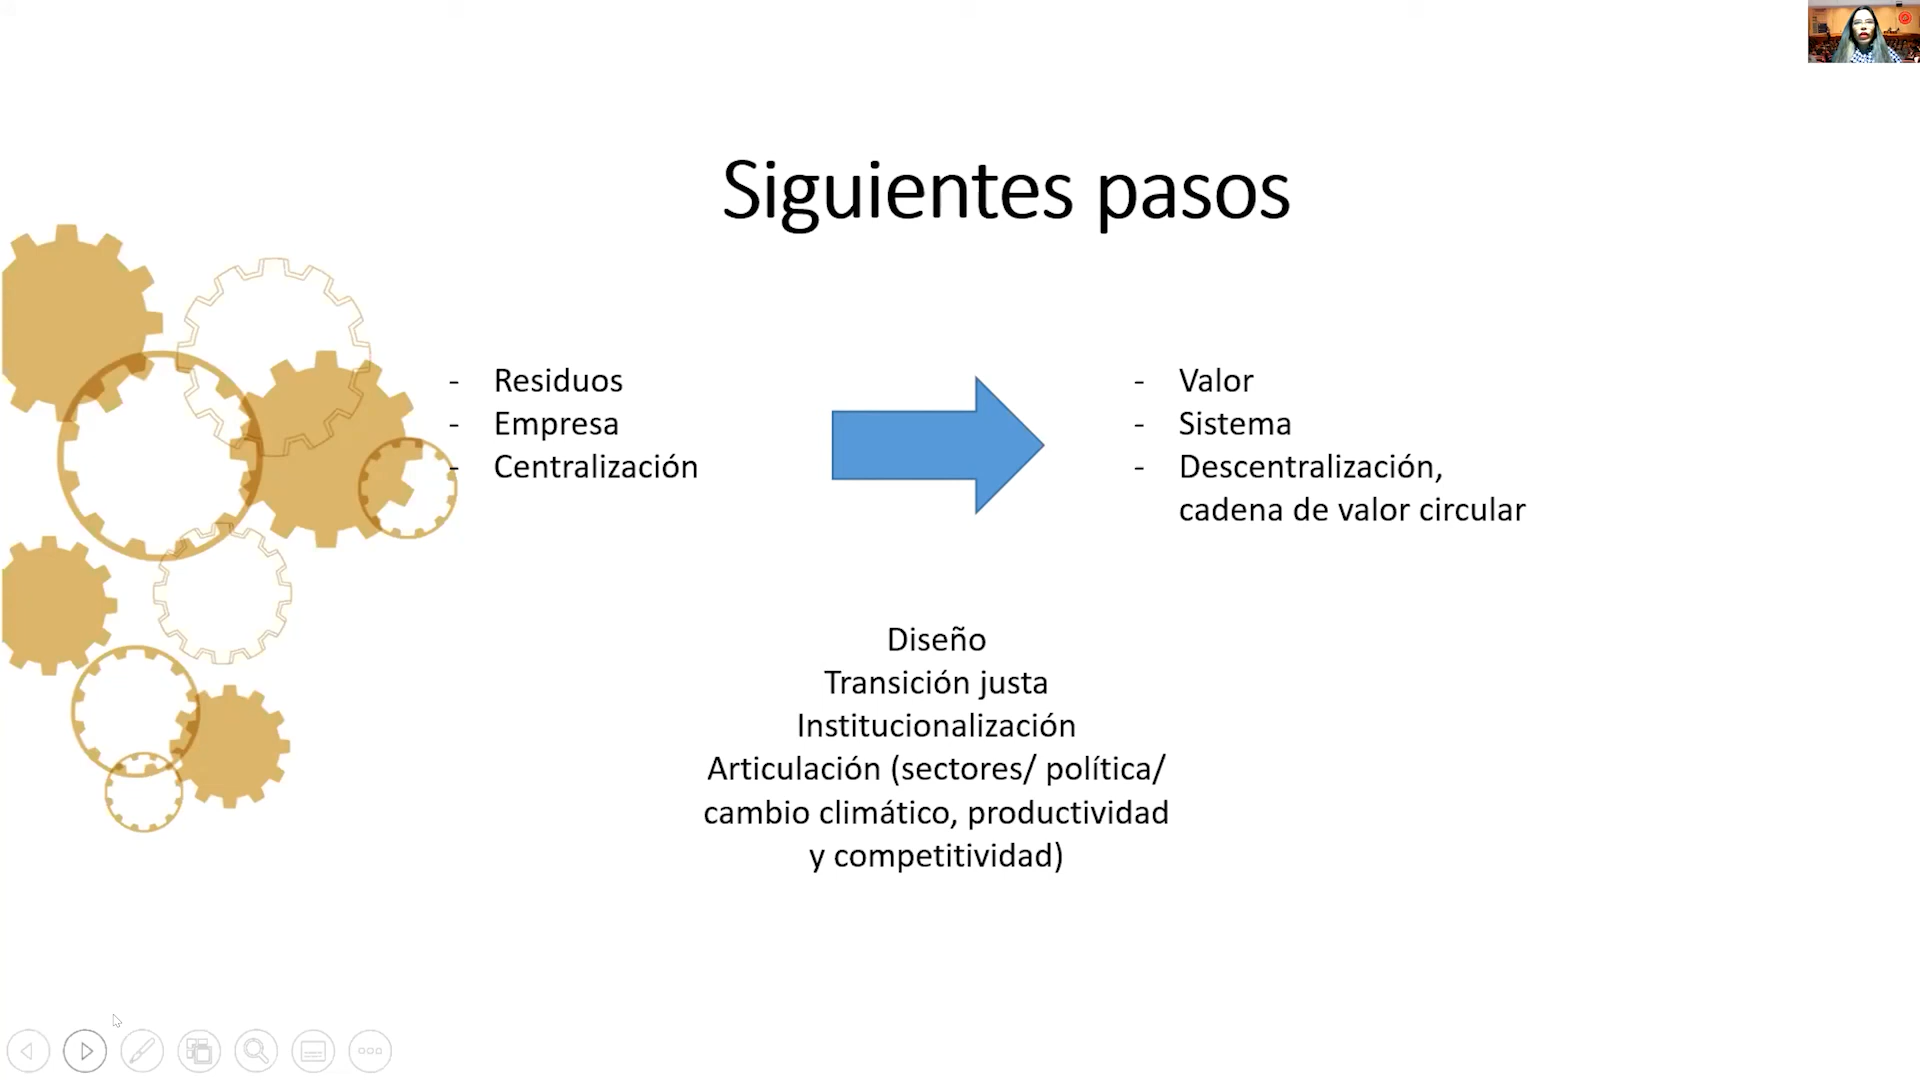 Siguientes pasos
- Residuos
- Empresa
- Centralización
- Valor
- Sistema
- Descentralización,
cadena de valor circular
Diseño
Transición justa
Institucionalización
Articulación (sectores/ política/
cambio climático, productividad
y competitividad)